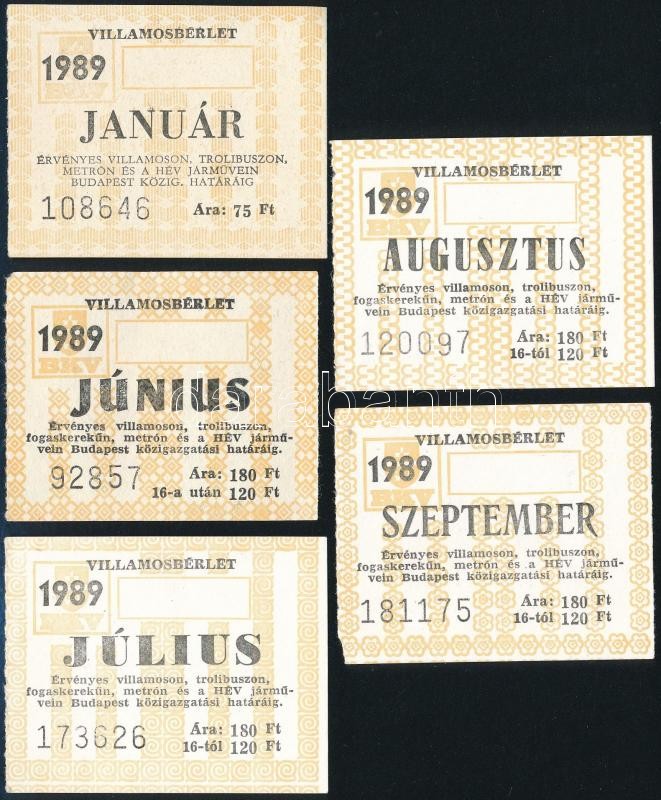 VILLAMOSBÉRLET
1989
BKV
JANUÁR
ÉRVÉNYES VILLAMOSON, TROLIBUSZON,
METRÓN ÉS A HÉV JÁRMŰVEIN
BUDAPEST KÖZIG. HATÁRÁIG
108646 Ára: 75 Ft
VILLAMOSBÉRLET
1989
BKV
JÚNIUS
Érvényes villamoson, trolibuszon,
fogaskerekűn, metrón és a HÉV jármű-
vein Budapest közigazgatási határáig.
92857 Ára: 180 Ft
16-a után 120 Ft
VILLAMOSBÉRLET
1989
JÚLIUS
Érvényes villamoson, trolibuszon,
fogaskerekűn, metrón és a HÉV jármű-
vein Budapest közigazgatási határáig.
173626 Ára: 180 Ft
16-tól 120 Ft
VILLAMOSBÉRLET
1989
BKV
AUGUSZTUS
Érvényes villamoson, trolibuszon,
fogaskerekűn, metrón és a HÉV jármű-
vein Budapest közigazgatási határáig.
120097 Ára: 180 Ft
16-tól 120 Ft
VILLAMOSBÉRLET
1989
BKV
SZEPTEMBER
Érvényes villamoson, trolibuszon,
fogaskerekűn, metrón és a HÉV jármű-
vein Budapest közigazgatási határáig.
181175 Ára: 180 Ft
16-tól 120 Ft